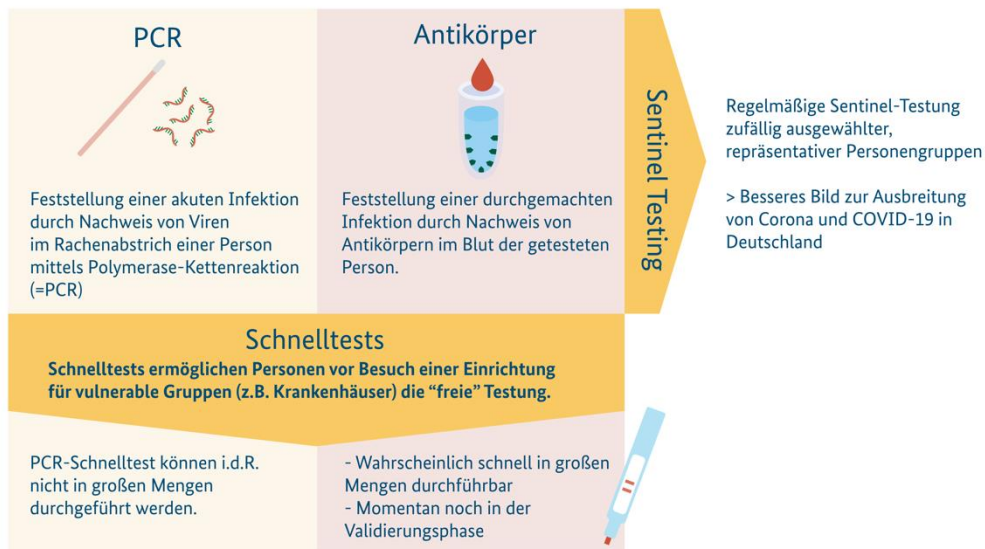 PCR
Feststellung einer akuten Infektion
durch Nachweis von Viren
im Rachenabstrich einer Person
mittels Polymerase-Kettenreaktion
(=PCR)
Antikörper
Feststellung einer durchgemachten
Infektion durch Nachweis von
Antikörpern im Blut der getesteten
Person.
Sentinel Testing
Regelmäßige Sentinel-Testung
zufällig ausgewählter,
repräsentativer Personengruppen
> Besseres Bild zur Ausbreitung
von Corona und COVID-19 in
Deutschland
Schnelltests
Schnelltests ermöglichen Personen vor Besuch einer Einrichtung
für vulnerable Gruppen (z.B. Krankenhäuser) die “freie” Testung.
PCR-Schnelltest können i.d.R.
nicht in großen Mengen
durchgeführt werden.
- Wahrscheinlich schnell in großen
Mengen durchführbar
- Momentan noch in der
Validierungsphase